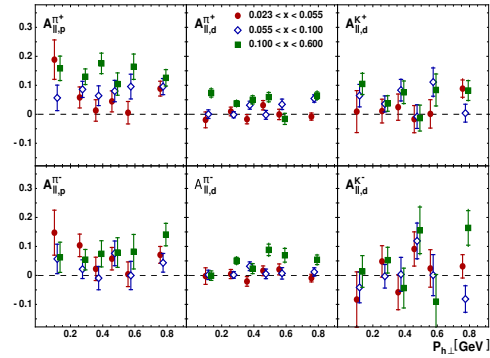 A^{π+}_{||,p} A^{π+}_{||,d} A^{K+}_{||,d}
0.023 < x < 0.055
0.055 < x < 0.100
0.100 < x < 0.600
0.3
0.2
0.1
0
0.1
A^{π-}_{||,p} A^{π-}_{||,d} A^{K-}_{||,d}
0.3
0.2
0.1
0
0.1
0.2 0.4 0.6 0.8 0.2 0.4 0.6 0.8 0.2 0.4 0.6 0.8
P_{h⊥}[GeV]